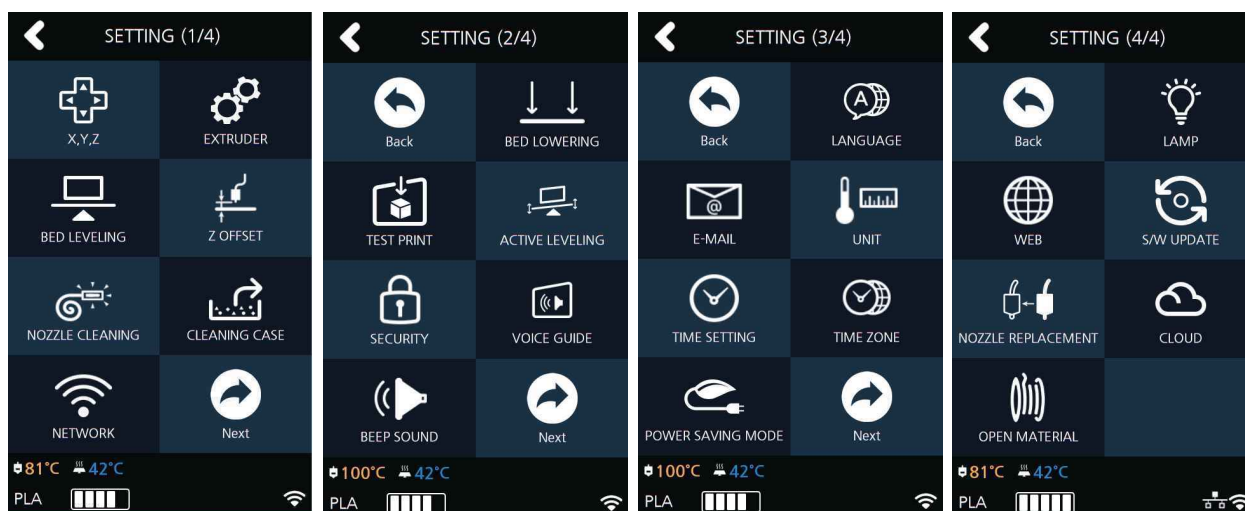 SETTING (1/4)
X,Y,Z
EXTRUDER
BED LEVELING
Z OFFSET
NOZZLE CLEANING
CLEANING CASE
NETWORK
Next
81°C 42°C
PLA
SETTING (2/4)
Back
BED LOWERING
TEST PRINT
ACTIVE LEVELING
SECURITY
VOICE GUIDE
BEEP SOUND
Next
100°C 42°C
PLA
SETTING (3/4)
Back
A
LANGUAGE
@
E-MAIL
UNIT
TIME SETTING
TIME ZONE
POWER SAVING MODE
Next
100°C 42°C
PLA
SETTING (4/4)
Back
LAMP
WEB
S/W UPDATE
NOZZLE REPLACEMENT
CLOUD
OPEN MATERIAL
81°C 42°C
PLA